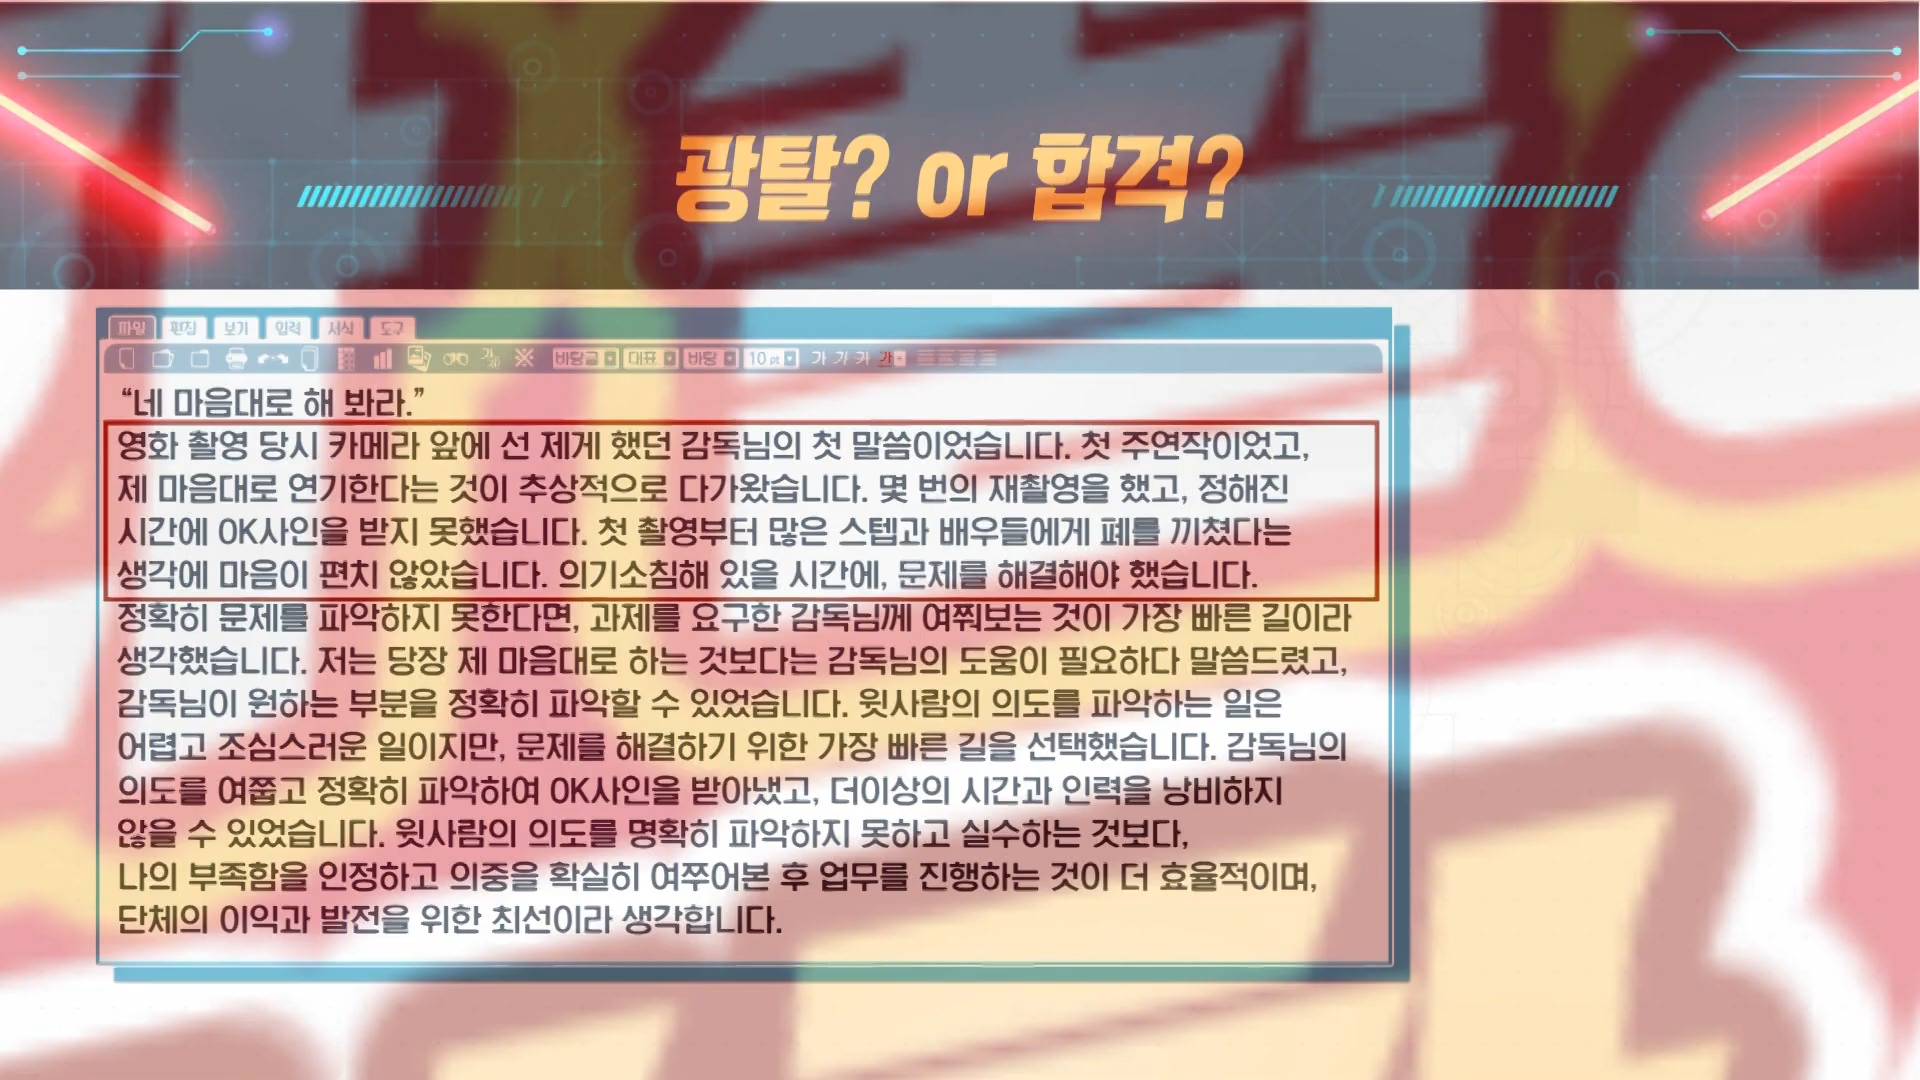 광탈? or 합격?
파일 편집 보기 입력 서식 도구
바탕글 대표 바탕 10 pt 가 가 가 가
“네 마음대로 해 봐라.”
영화 촬영 당시 카메라 앞에 선 제게 했던 감독님의 첫 말씀이었습니다. 첫 주연작이었고,
제 마음대로 연기한다는 것이 추상적으로 다가왔습니다. 몇 번의 재촬영을 했고, 정해진
시간에 OK사인을 받지 못했습니다. 첫 촬영부터 많은 스텝과 배우들에게 폐를 끼쳤다는
생각에 마음이 편치 않았습니다. 의기소침해 있을 시간에, 문제를 해결해야 했습니다.
정확히 문제를 파악하지 못한다면, 과제를 요구한 감독님께 여쭤보는 것이 가장 빠른 길이라
생각했습니다. 저는 당장 제 마음대로 하는 것보다는 감독님의 도움이 필요하다 말씀드렸고,
감독님이 원하는 부분을 정확히 파악할 수 있었습니다. 윗사람의 의도를 파악하는 일은
어렵고 조심스러운 일이지만, 문제를 해결하기 위한 가장 빠른 길을 선택했습니다. 감독님의
의도를 여쭙고 정확히 파악하여 OK사인을 받아냈고, 더이상의 시간과 인력을 낭비하지
않을 수 있었습니다. 윗사람의 의도를 명확히 파악하지 못하고 실수하는 것보다,
나의 부족함을 인정하고 의중을 확실히 여쭈어본 후 업무를 진행하는 것이 더 효율적이며,
단체의 이익과 발전을 위한 최선이라 생각합니다.